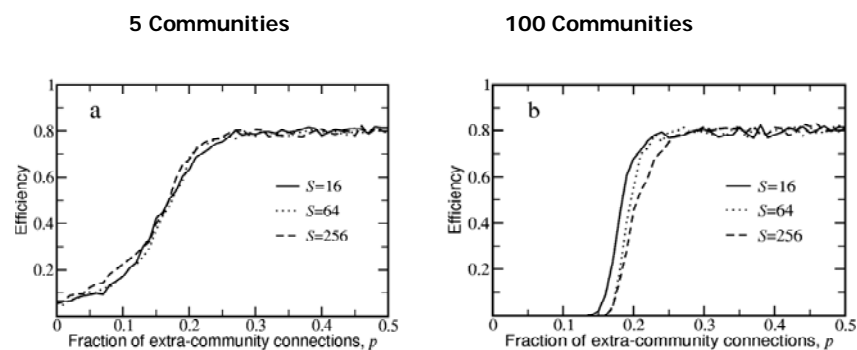 5 Communities
100 Communities
1
a
0.8
0.6
Efficiency
S=16
S=64
S=256
0.4
0.2
0
0.1
0.2
0.3
0.4
0.5
Fraction of extra-community connections, p
1
b
0.8
0.6
Efficiency
S=16
S=64
S=256
0.4
0.2
0
0.1
0.2
0.3
0.4
0.5
Fraction of extra-community connections, p